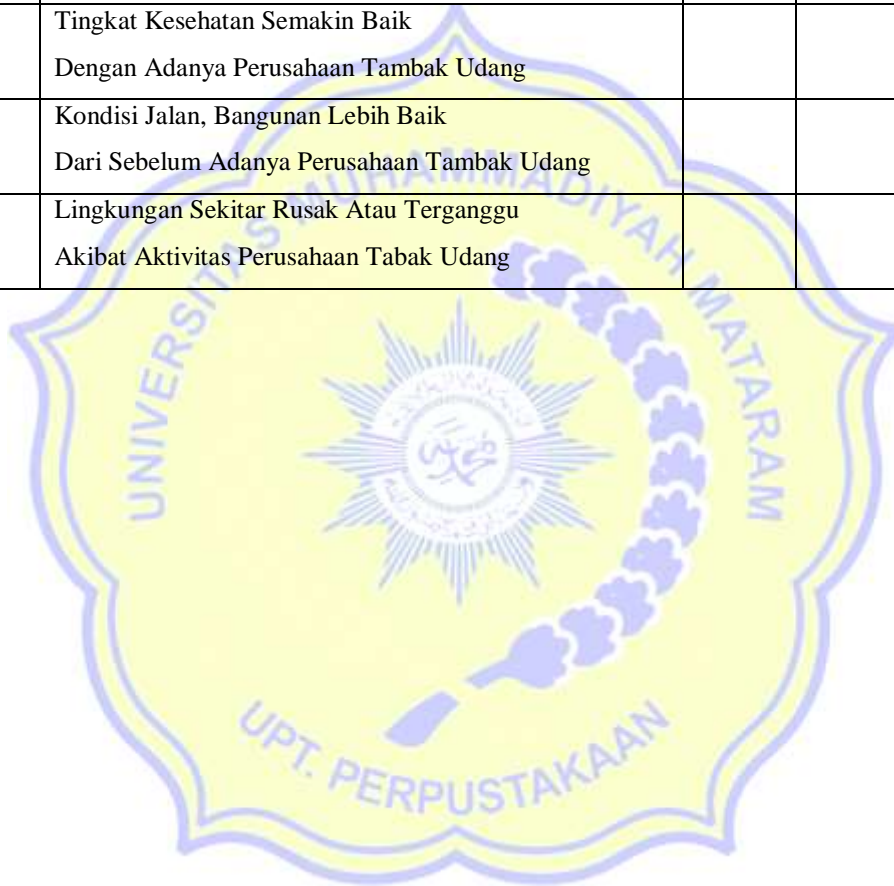 Tingkat Kesehatan Semakin Baik
Dengan Adanya Perusahaan Tambak Udang
Kondisi Jalan, Bangunan Lebih Baik
Dari Sebelum Adanya Perusahaan Tambak Udang
Lingkungan Sekitar Rusak Atau Terganggu
Akibat Aktivitas Perusahaan Tabak Udang
UNIVERSITAS MUHAMMADIYAH MATARAM
UPT. PERPUSTAKAAN